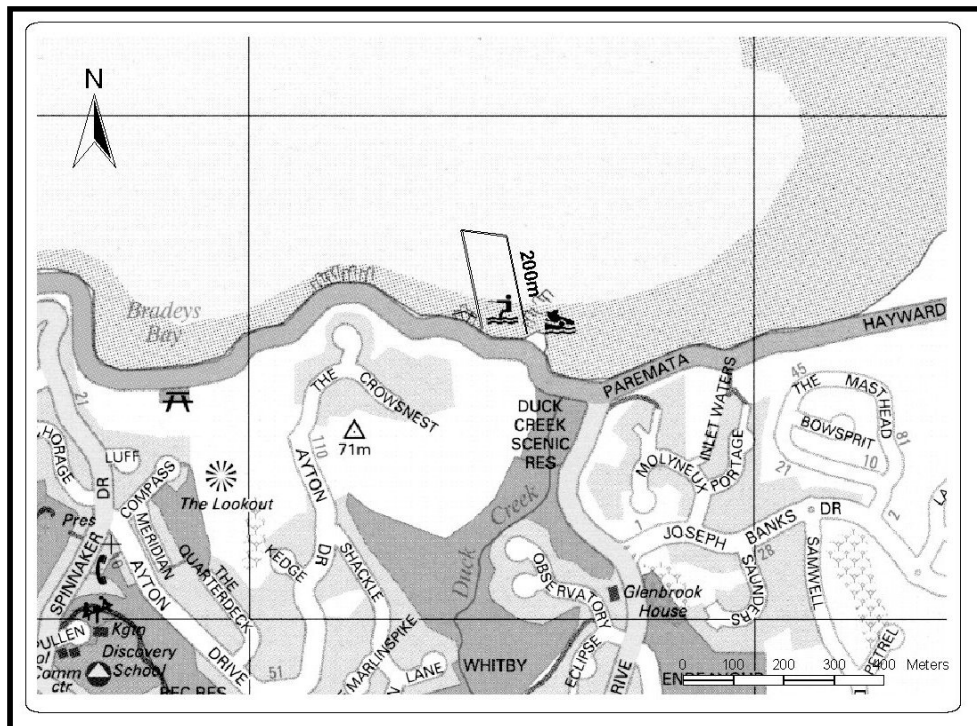 N
200m
Bradeys
Bay
HAYWARD
PAREMATA
THE
CROWSNEST
71m
110
AYTON
DR
21
HORAGE
DR
LUFF
COMPASS
The Lookout
MERIDIAN
THE
QUARTERDECK
Pres
SPINNAKER
AYTON
DRIVE
KEDGE
SHACKLE
MARLINSPIKE
LANE
51
PULLEN
Kgtn
Discovery
School
Comm
ctr
REC RES
DUCK
CREEK
SCENIC
RES
Duck
Creek
WHITBY
OBSERVATORY
Glenbrook
House
ECLIPSE
MOLYNEUX
INLET WATERS
PORTAGE
45
THE
MAST HEAD
BOWSPRIT
10
81
21
2
1
JOSEPH
BANKS
DR
28
SAUNDERS
SAMWELL
PETREL
0 100 200 300 400 Meters